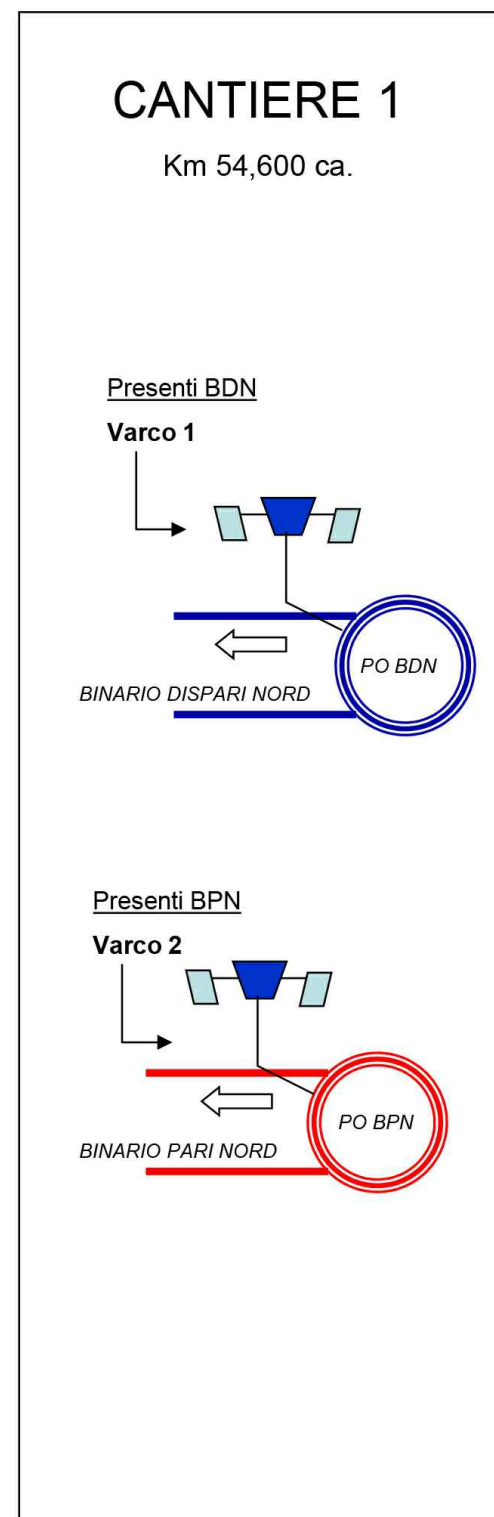 CANTIERE 1
Km 54,600 ca.
Presenti BDN
Varco 1
PO BDN
BINARIO DISPARI NORD
Presenti BPN
Varco 2
PO BPN
BINARIO PARI NORD